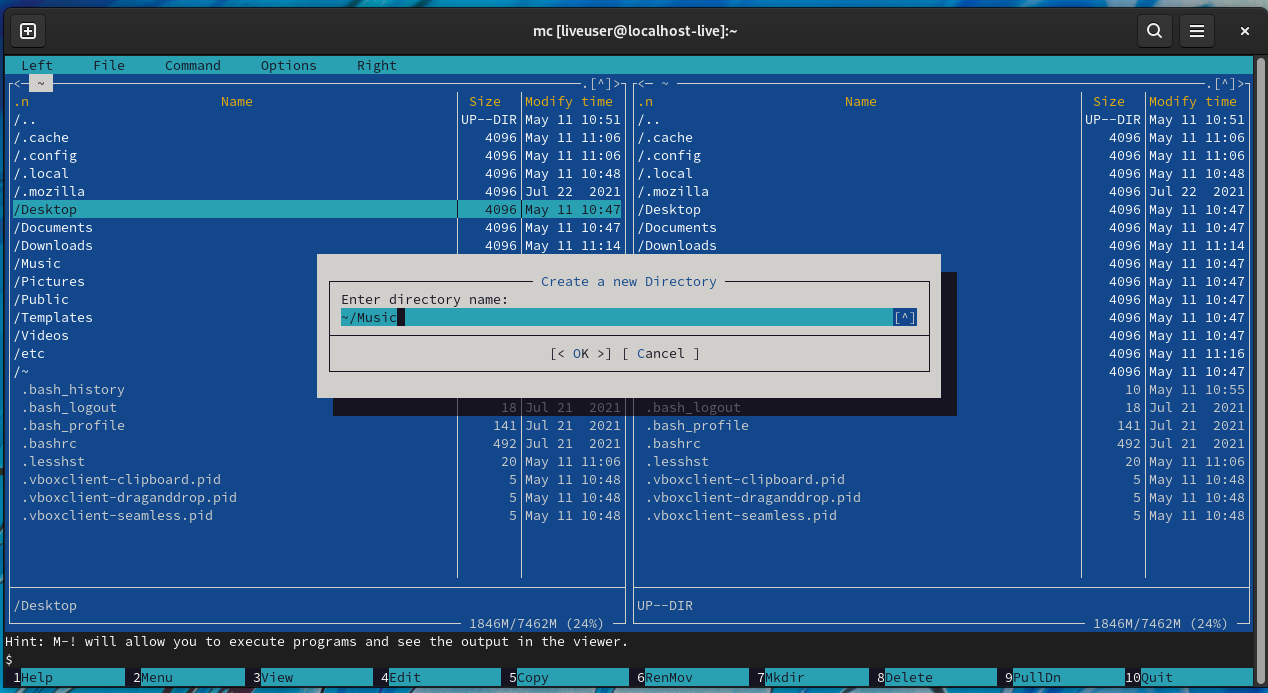 mc [liveuser@localhost-live]:~
Left File Command Options Right
<─ ~ ─.[^]> <─ ~ ─.[^]>
.n Name Size Modify time .n Name Size Modify time
/.. UP--DIR May 11 10:51 /.. UP--DIR May 11 10:51
/.cache 4096 May 11 11:06 /.cache 4096 May 11 11:06
/.config 4096 May 11 11:06 /.config 4096 May 11 11:06
/.local 4096 May 11 10:48 /.local 4096 May 11 10:48
/.mozilla 4096 Jul 22 2021 /.mozilla 4096 Jul 22 2021
/Desktop 4096 May 11 10:47 /Desktop 4096 May 11 10:47
/Documents 4096 May 11 10:47 /Documents 4096 May 11 10:47
/Downloads 4096 May 11 11:14 /Downloads 4096 May 11 11:14
/Music 4096 May 11 10:47
/Pictures Create a new Directory 4096 May 11 10:47
/Public Enter directory name: 4096 May 11 10:47
/Templates ~/Music [^] 4096 May 11 10:47
/Videos 4096 May 11 10:47
/etc [< OK >] [ Cancel ] 4096 May 11 11:16
/~ 4096 May 11 10:47
.bash_history 10 May 11 10:55
.bash_logout 18 Jul 21 2021 .bash_logout 18 Jul 21 2021
.bash_profile 141 Jul 21 2021 .bash_profile 141 Jul 21 2021
.bashrc 492 Jul 21 2021 .bashrc 492 Jul 21 2021
.lesshst 20 May 11 11:06 .lesshst 20 May 11 11:06
.vboxclient-clipboard.pid 5 May 11 10:48 .vboxclient-clipboard.pid 5 May 11 10:48
.vboxclient-draganddrop.pid 5 May 11 10:48 .vboxclient-draganddrop.pid 5 May 11 10:48
.vboxclient-seamless.pid 5 May 11 10:48 .vboxclient-seamless.pid 5 May 11 10:48
/Desktop UP--DIR
1846M/7462M (24%) 1846M/7462M (24%)
Hint: M-! will allow you to execute programs and see the output in the viewer.
$
1Help 2Menu 3View 4Edit 5Copy 6RenMov 7Mkdir 8Delete 9PullDn 10Quit